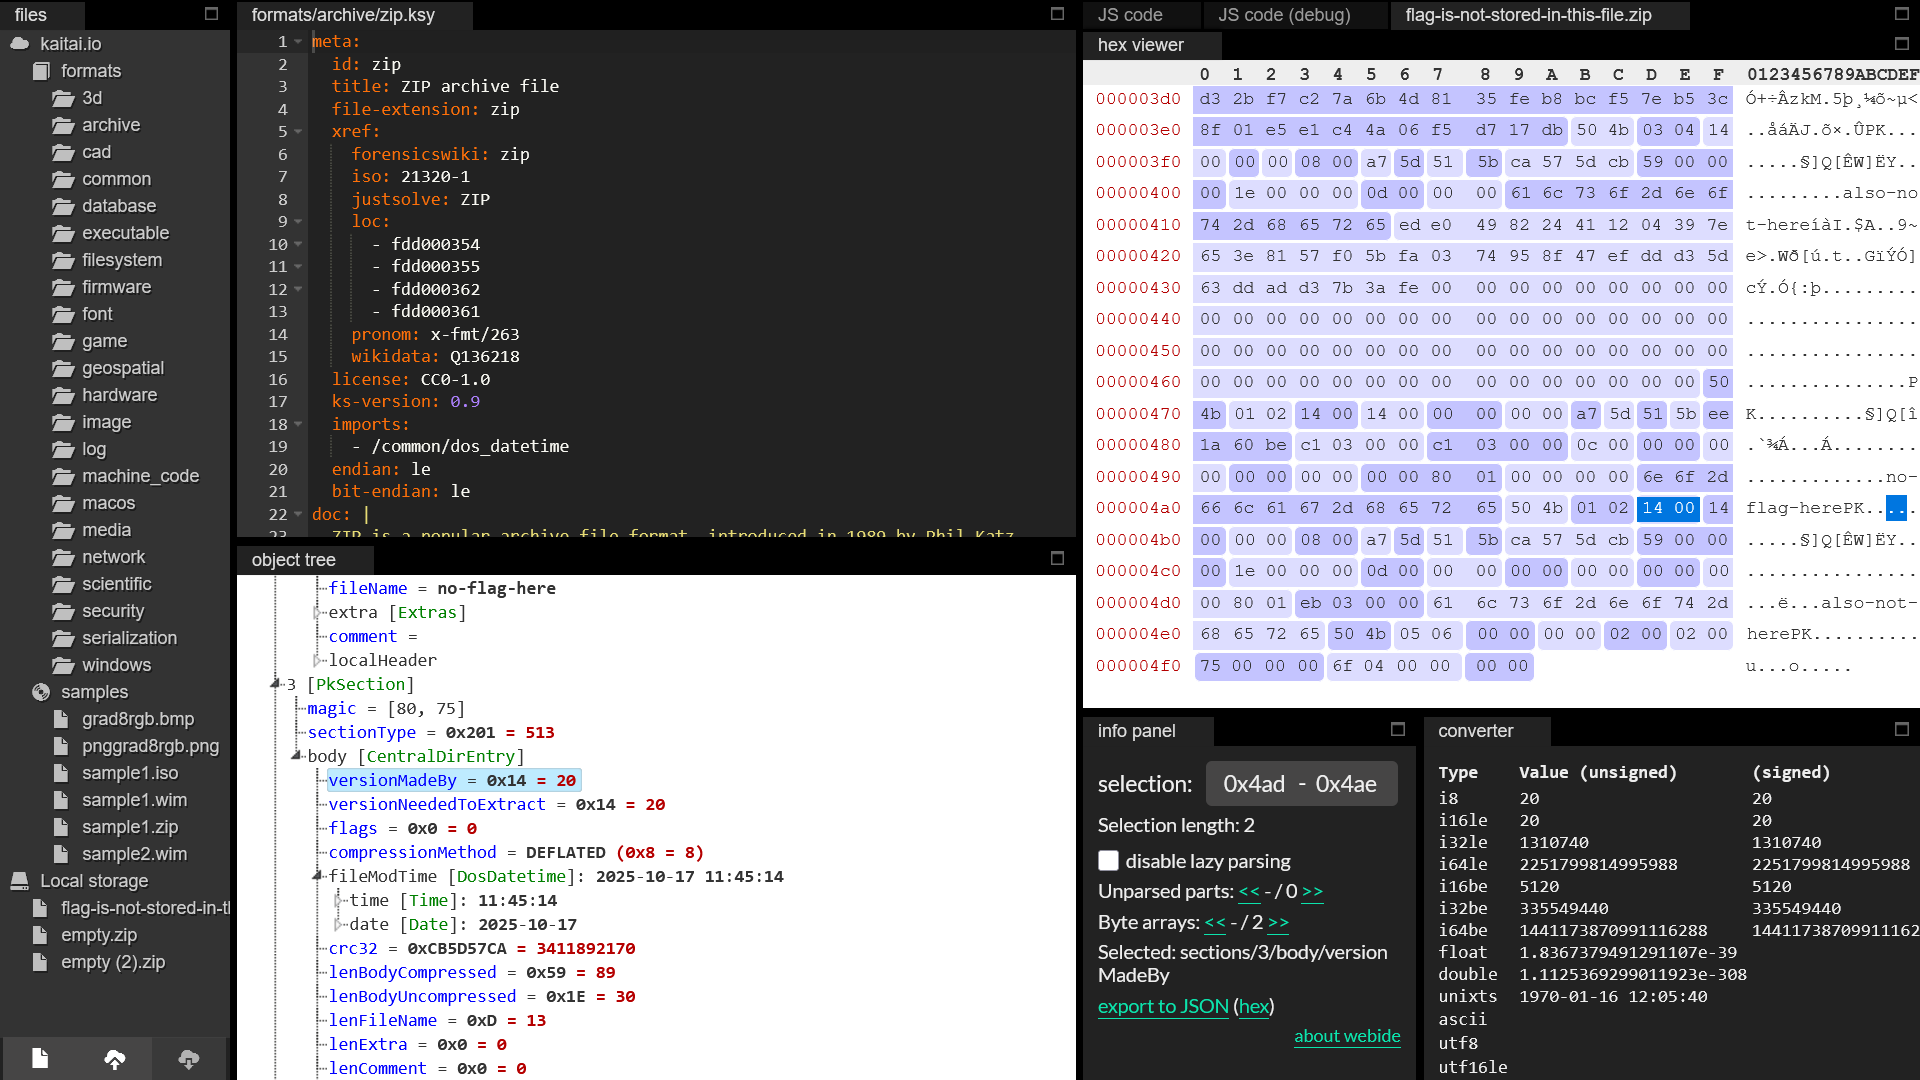 files
kaitai.io
formats
3d
archive
cad
common
database
executable
filesystem
firmware
font
game
geospatial
hardware
image
log
machine_code
macos
media
network
scientific
security
serialization
windows
samples
grad8rgb.bmp
pnggrad8rgb.png
sample1.iso
sample1.wim
sample1.zip
sample2.wim
Local storage
flag-is-not-stored-in-tl
empty.zip
empty (2).zip
formats/archive/zip.ksy
1 meta:
2 id: zip
3 title: ZIP archive file
4 file-extension: zip
5 xref:
6 forensicswiki: zip
7 iso: 21320-1
8 justsolve: ZIP
9 loc:
10 - fdd000354
11 - fdd000355
12 - fdd000362
13 - fdd000361
14 pronom: x-fmt/263
15 wikidata: Q136218
16 license: CC0-1.0
17 ks-version: 0.9
18 imports:
19 - /common/dos_datetime
20 endian: le
21 bit-endian: le
22 doc: |
23 ZIP is a popular archive file format, introduced in 1989 by Phil Katz
object tree
fileName = no-flag-here
extra [Extras]
comment =
localHeader
3 [PkSection]
magic = [80, 75]
sectionType = 0x201 = 513
body [CentralDirEntry]
versionMadeBy = 0x14 = 20
versionNeededToExtract = 0x14 = 20
flags = 0x0 = 0
compressionMethod = DEFLATED (0x8 = 8)
fileModTime [DosDatetime]: 2025-10-17 11:45:14
time [Time]: 11:45:14
date [Date]: 2025-10-17
crc32 = 0xCB5D57CA = 3411892170
lenBodyCompressed = 0x59 = 89
lenBodyUncompressed = 0x1E = 30
lenFileName = 0xD = 13
lenExtra = 0x0 = 0
lenComment = 0x0 = 0
JS code
JS code (debug)
flag-is-not-stored-in-this-file.zip
hex viewer
0 1 2 3 4 5 6 7 8 9 A B C D E F 0123456789ABCDEF
000003d0 d3 2b f7 c2 7a 6b 4d 81 35 fe b8 bc f5 7e b5 3c Ó+÷ÂzkM.5þ¸¼õ~µ<
000003e0 8f 01 e5 e1 c4 4a 06 f5 d7 17 db 50 4b 03 04 14 ..åáÄJ.õ×.ÛPK...
000003f0 00 00 00 08 00 a7 5d 51 5b ca 57 5d cb 59 00 00 .....§]Q[ÊW]ËY..
00000400 00 1e 00 00 00 0d 00 00 00 61 6c 73 6f 2d 6e 6f .........also-no
00000410 74 2d 68 65 72 65 ed e0 49 82 24 41 12 04 39 7e t-hereíàI.$A..9~
00000420 65 3e 81 57 f0 5b fa 03 74 95 8f 47 ef dd d3 5d e>.Wð[ú.t..GïÝÓ]
00000430 63 dd ad d3 7b 3a fe 00 00 00 00 00 00 00 00 00 cÝ.Ó{:þ.........
00000440 00 00 00 00 00 00 00 00 00 00 00 00 00 00 00 00 ................
00000450 00 00 00 00 00 00 00 00 00 00 00 00 00 00 00 00 ................
00000460 00 00 00 00 00 00 00 00 00 00 00 00 00 00 00 50 ...............P
00000470 4b 01 02 14 00 14 00 00 00 00 00 a7 5d 51 5b ee K..........§]Q[î
00000480 1a 60 be c1 03 00 00 c1 03 00 00 0c 00 00 00 00 .`¾Á...Á........
00000490 00 00 00 00 00 00 00 80 01 00 00 00 00 6e 6f 2d .............no-
000004a0 66 6c 61 67 2d 68 65 72 65 50 4b 01 02 14 00 14 flag-herePK.....
000004b0 00 00 00 08 00 a7 5d 51 5b ca 57 5d cb 59 00 00 .....§]Q[ÊW]ËY..
000004c0 00 1e 00 00 00 0d 00 00 00 00 00 00 00 00 00 00 ................
000004d0 00 80 01 eb 03 00 00 61 6c 73 6f 2d 6e 6f 74 2d ...ë...also-not-
000004e0 68 65 72 65 50 4b 05 06 00 00 00 00 02 00 02 00 herePK..........
000004f0 75 00 00 00 6f 04 00 00 00 00 u...o.....
info panel
selection: 0x4ad - 0x4ae
Selection length: 2
disable lazy parsing
Unparsed parts: << - / 0 >>
Byte arrays: << - / 2 >>
Selected: sections/3/body/version
MadeBy
export to JSON (hex)
about webide
converter
Type Value (unsigned) (signed)
i8 20 20
i16le 20 20
i32le 1310740 1310740
i64le 2251799814995988 2251799814995988
i16be 5120 5120
i32be 335549440 335549440
i64be 1441173870991116288 14411738709911162
float 1.8367379491291107e-39
double 1.1125369299011923e-308
unixts 1970-01-16 12:05:40
ascii
utf8
utf16le